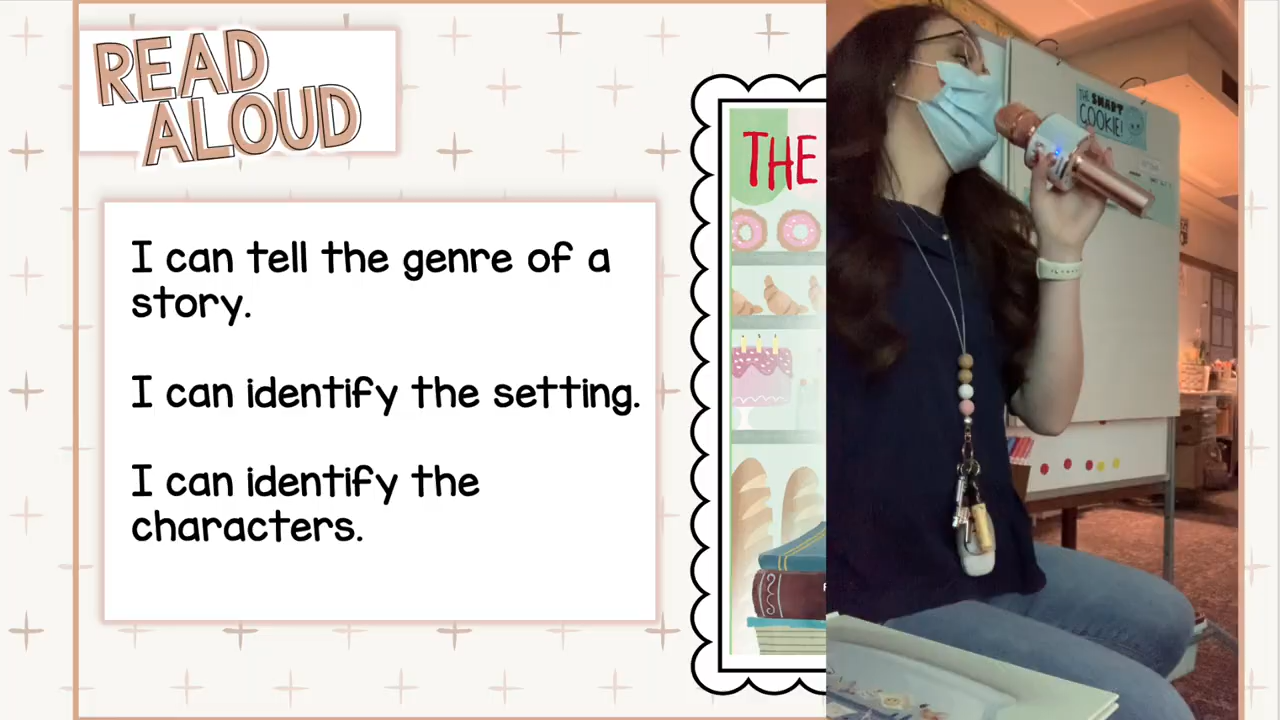 READ
ALOUD
I can tell the genre of a
story.
I can identify the setting.
I can identify the
characters.
THE
THE SMART
COOKIE!